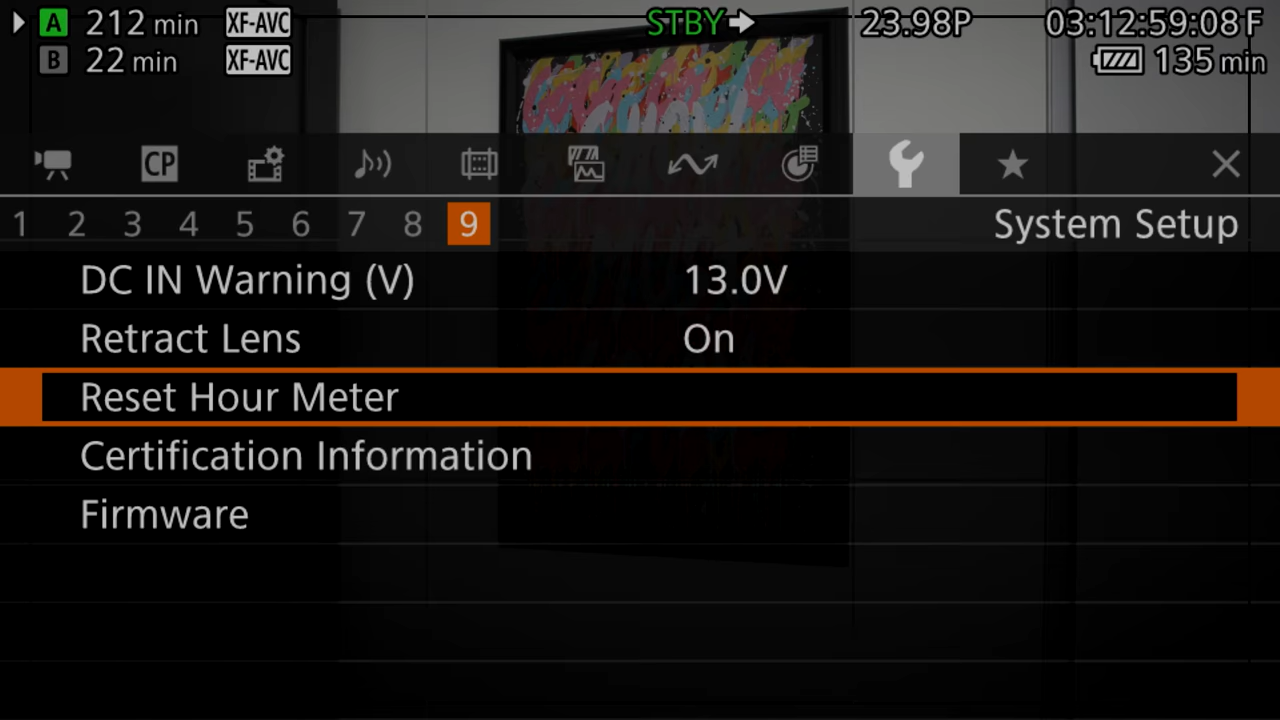 A 212 min XF-AVC STBY 23.98P 03:12:59:08 F
B 22 min XF-AVC 135 min
CP
1 2 3 4 5 6 7 8 9 System Setup
DC IN Warning (V) 13.0V
Retract Lens On
Reset Hour Meter
Certification Information
Firmware